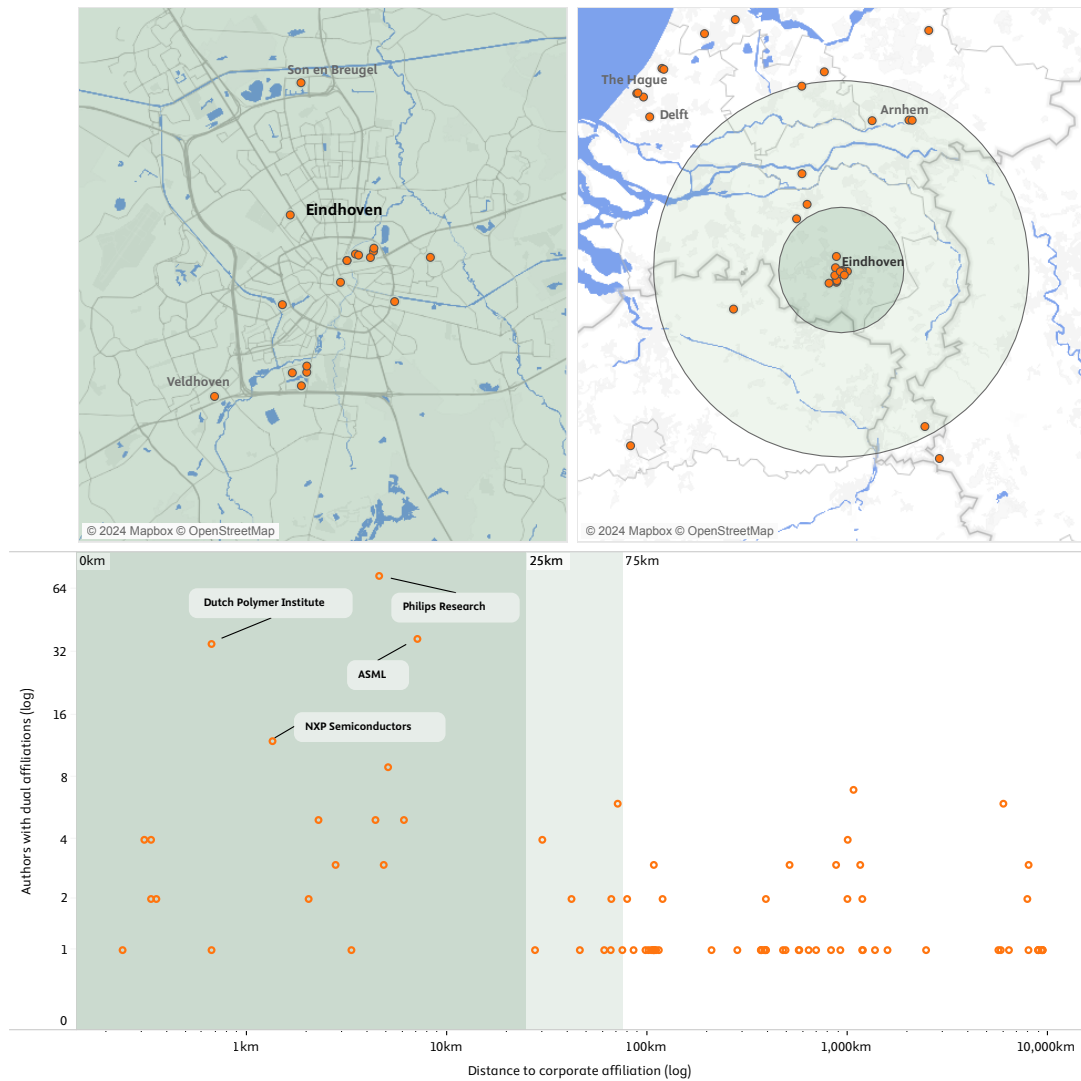 Son en Breugel
Eindhoven
Veldhoven
© 2024 Mapbox © OpenStreetMap
The Hague
Delft
Arnhem
Eindhoven
© 2024 Mapbox © OpenStreetMap
0km
25km
75km
64
32
16
8
4
2
1
0
Authors with dual affiliations (log)
Dutch Polymer Institute
Philips Research
ASML
NXP Semiconductors
1km
10km
100km
1,000km
10,000km
Distance to corporate affiliation (log)